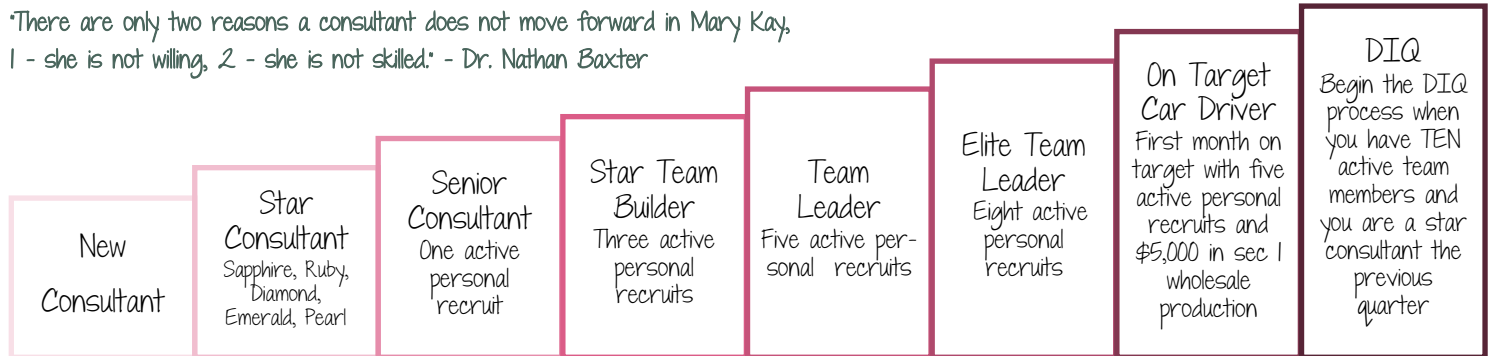 "There are only two reasons a consultant does not move forward in Mary Kay,
1 - she is not willing, 2 - she is not skilled." - Dr. Nathan Baxter
New
Consultant
Star
Consultant
Sapphire, Ruby,
Diamond,
Emerald, Pearl
Senior
Consultant
One active
personal
recruit
Star Team
Builder
Three active
personal
recruits
Team
Leader
Five active per-
sonal recruits
Elite Team
Leader
Eight active
personal
recruits
On Target
Car Driver
First month on
target with five
active personal
recruits and
$5,000 in sec 1
wholesale
production
DIQ
Begin the DIQ
process when
you have TEN
active team
members and
you are a star
consultant the
previous
quarter